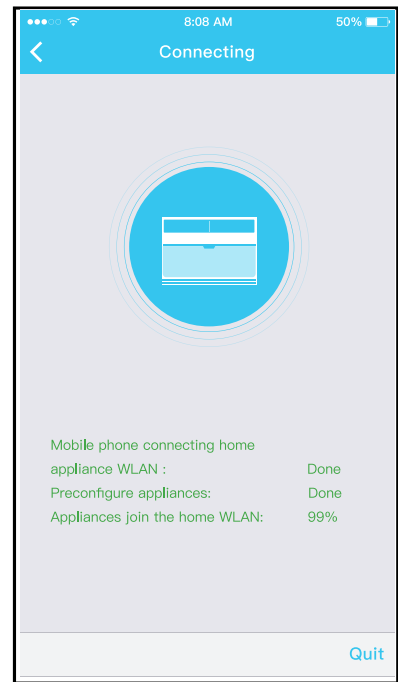 8:08 AM
50%
Connecting
Mobile phone connecting home
appliance WLAN : Done
Preconfigure appliances: Done
Appliances join the home WLAN: 99%
Quit